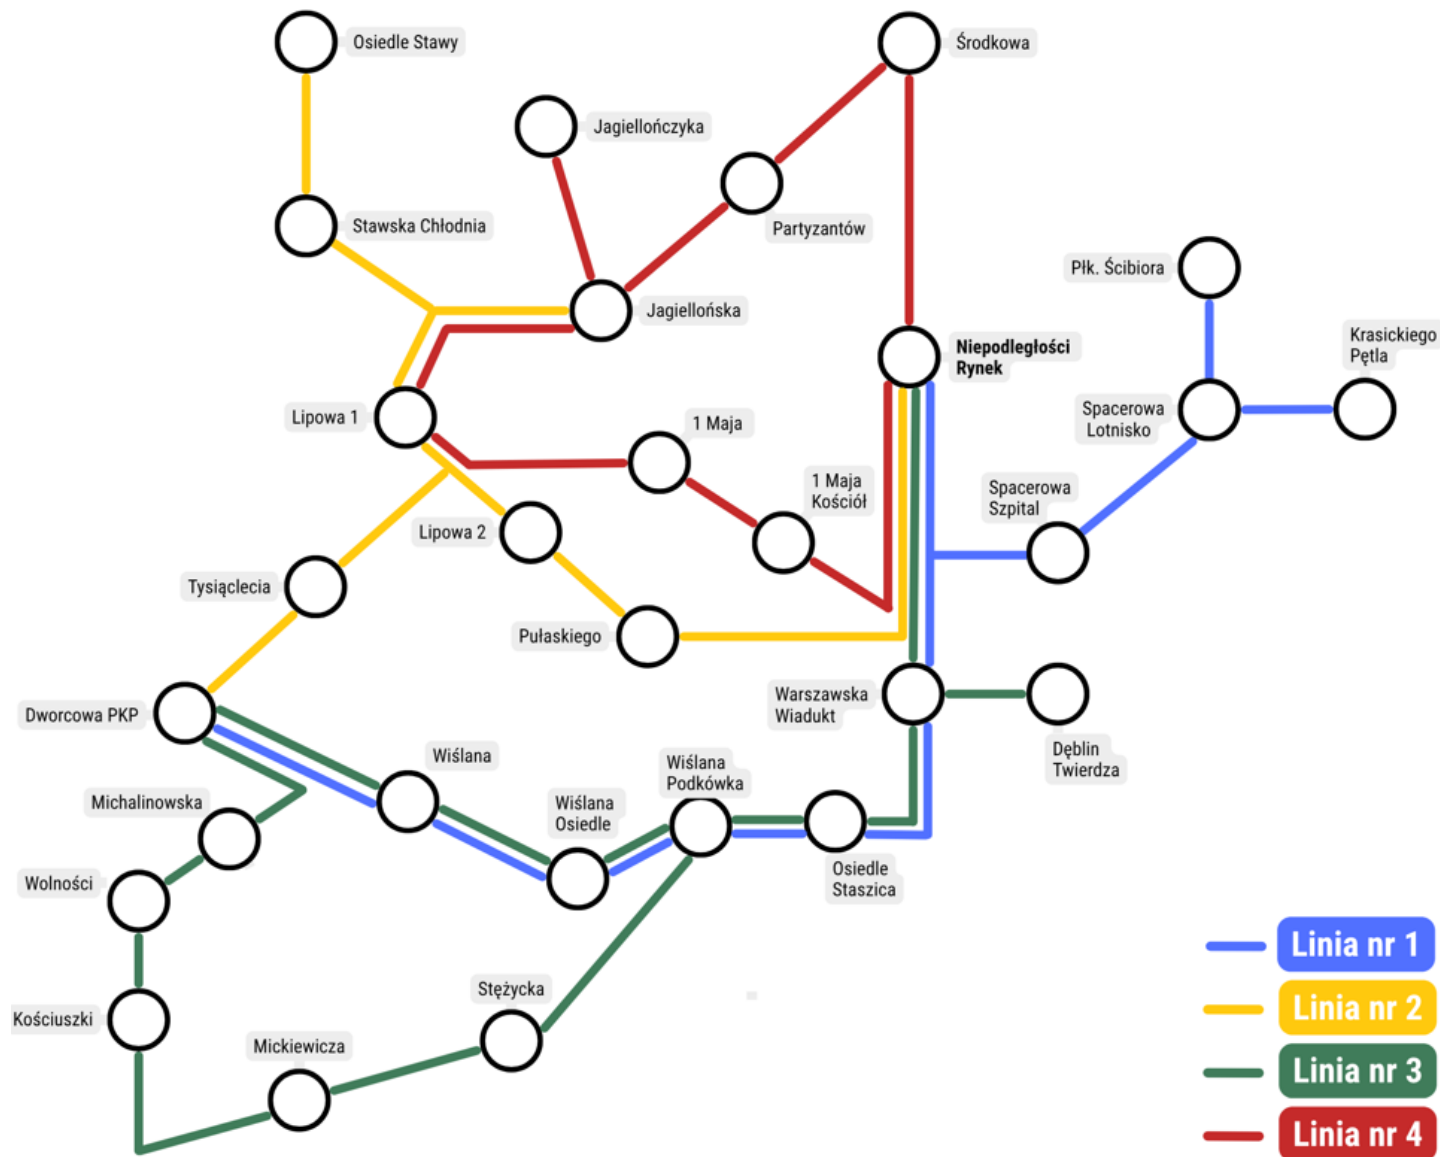 Osiedle Stawy
Środkowa
Jagiellończyka
Stawska Chłodnia
Partyzantów
Płk. Ścibiora
Jagiellońska
Niepodległości
Rynek
Krasickiego
Pętla
Lipowa 1
1 Maja
Spacerowa
Lotnisko
1 Maja
Kościół
Spacerowa
Szpital
Lipowa 2
Tysiąclecia
Pułaskiego
Warszawska
Wiadukt
Dworcowa PKP
Dęblin
Twierdza
Wiślana
Wiślana
Podkówka
Michalinowska
Wiślana
Osiedle
Wolności
Osiedle
Staszica
Linia nr 1
Stężycka
Linia nr 2
Kościuszki
Mickiewicza
Linia nr 3
Linia nr 4